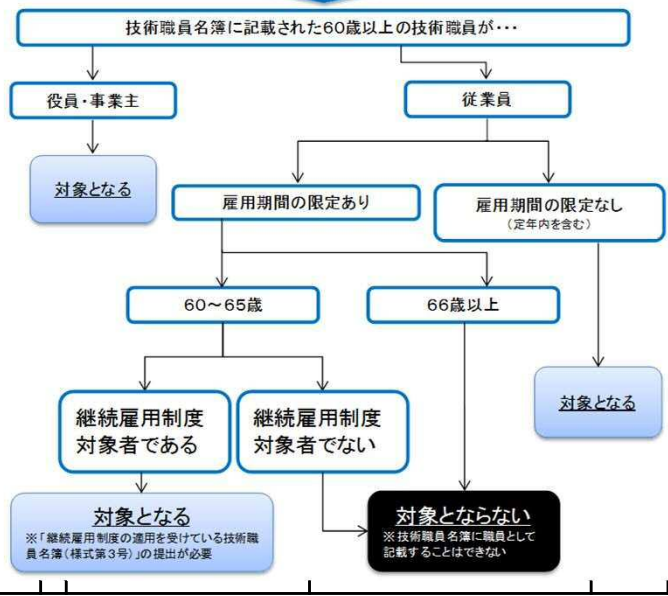 技術職員名簿に記載された60歳以上の技術職員が・・・
役員・事業主
従業員
対象となる
雇用期間の限定あり
雇用期間の限定なし
(定年内を含む)
60～65歳
66歳以上
継続雇用制度
対象者である
継続雇用制度
対象者でない
対象となる
対象となる
※「継続雇用制度の適用を受けている技術職
員名簿(様式第3号)」の提出が必要
対象とならない
※技術職員名簿に職員として
記載することはできない